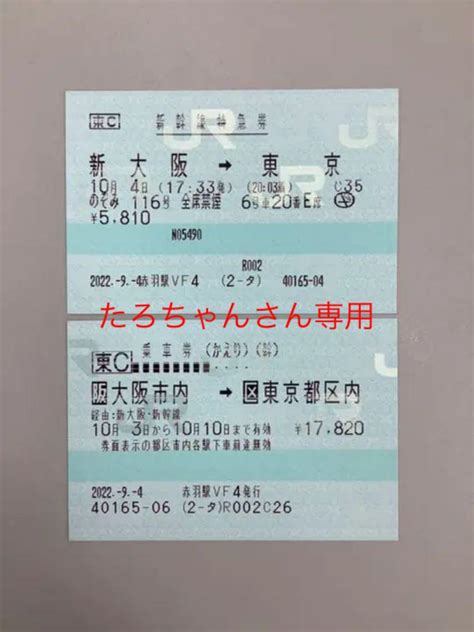 東C 新幹線特急券
新大阪 → 東京
10月 4日 (17:33発) (20:03着) C35
のぞみ 116号 全席禁煙 6号車20番E席
¥5,810
N05490
R002
2022.-9.-4赤羽駅VF4 (2-タ) 40165-04
たろちゃんさん専用
東C 乗車券 (かえり) (幹)
阪大阪市内 → 区東京都区内
経由:新大阪・新幹線
10月 3日から10月10日まで有効 ¥17,820
券面表示の都区市内各駅下車前途無効
2022.-9.-4 赤羽駅VF4発行
40165-06 (2-タ)R002C26